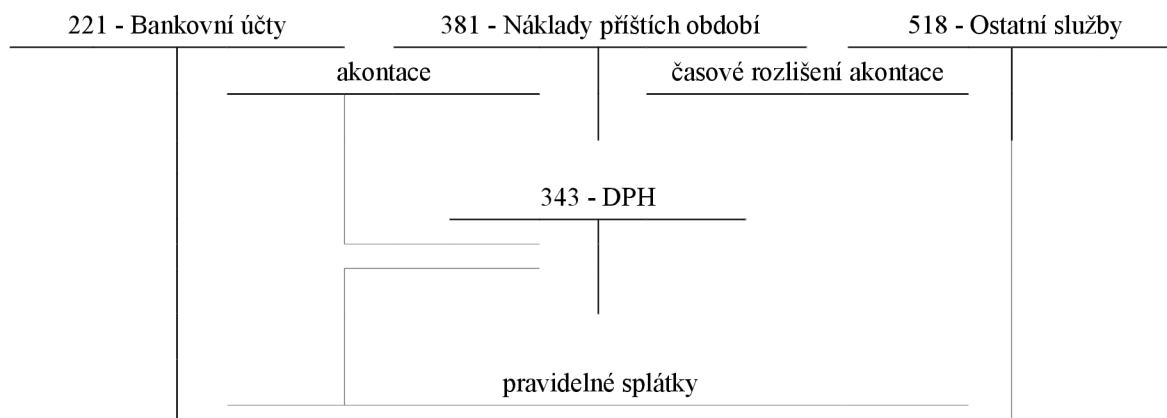 221 - Bankovní účty
381 - Náklady příštích období
518 - Ostatní služby
akontace
časové rozlišení akontace
343 - DPH
pravidelné splátky